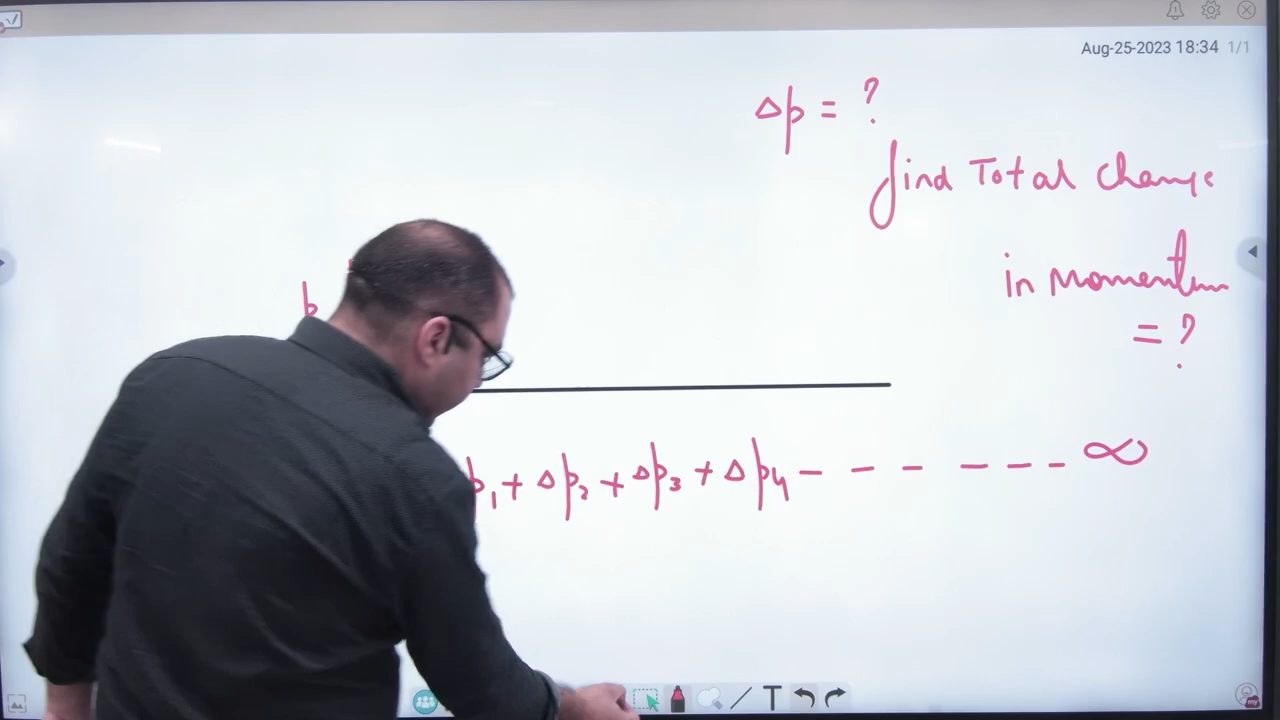 Aug-25-2023 18:34 1/1
Δp = ?
find Total change
in Momentum
= ?
p
p₁ + Δp₂ + Δp₃ + Δp₄ - - - - - - ∞
T